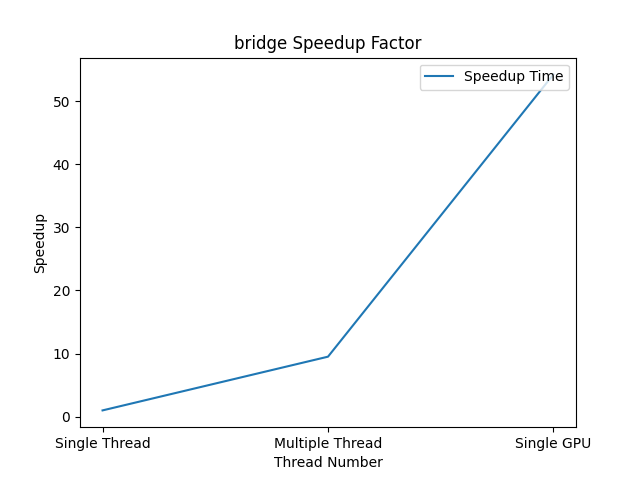 bridge Speedup Factor
Speedup Time
Speedup
50
40
30
20
10
0
Single Thread
Multiple Thread
Single GPU
Thread Number